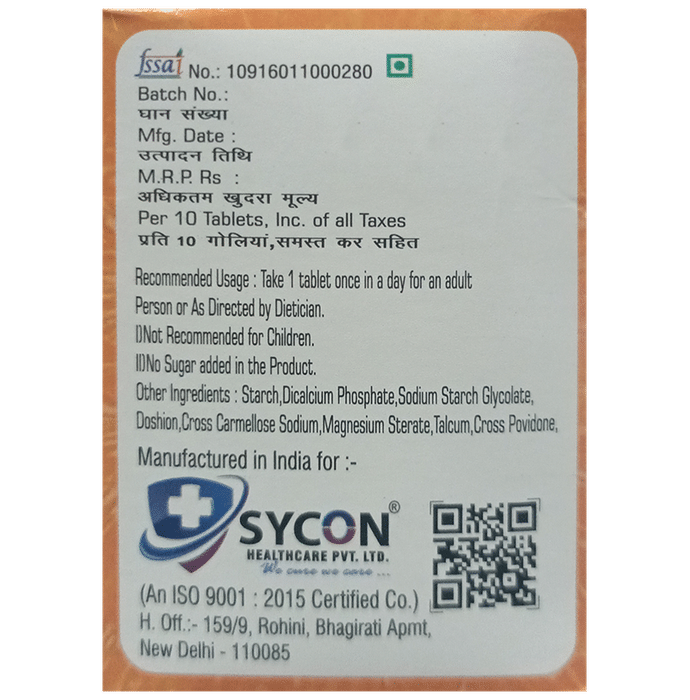 fssai No.: 10916011000280
Batch No.:
घान संख्या
Mfg. Date :
उत्पादन तिथि
M.R.P. Rs :
अधिकतम खुदरा मूल्य
Per 10 Tablets, Inc. of all Taxes
प्रति 10 गोलियां,समस्त कर सहित
Recommended Usage : Take 1 tablet once in a day for an adult
Person or As Directed by Dietician.
I)Not Recommended for Children.
II)No Sugar added in the Product.
Other Ingredients : Starch,Dicalcium Phosphate,Sodium Starch Glycolate,
Doshion,Cross Carmellose Sodium,Magnesium Sterate,Talcum,Cross Povidone,
Manufactured in India for :-
SYCON®
HEALTHCARE PVT. LTD.
We cure we care ...
(An ISO 9001 : 2015 Certified Co.)
H. Off.:- 159/9, Rohini, Bhagirati Apmt,
New Delhi - 110085